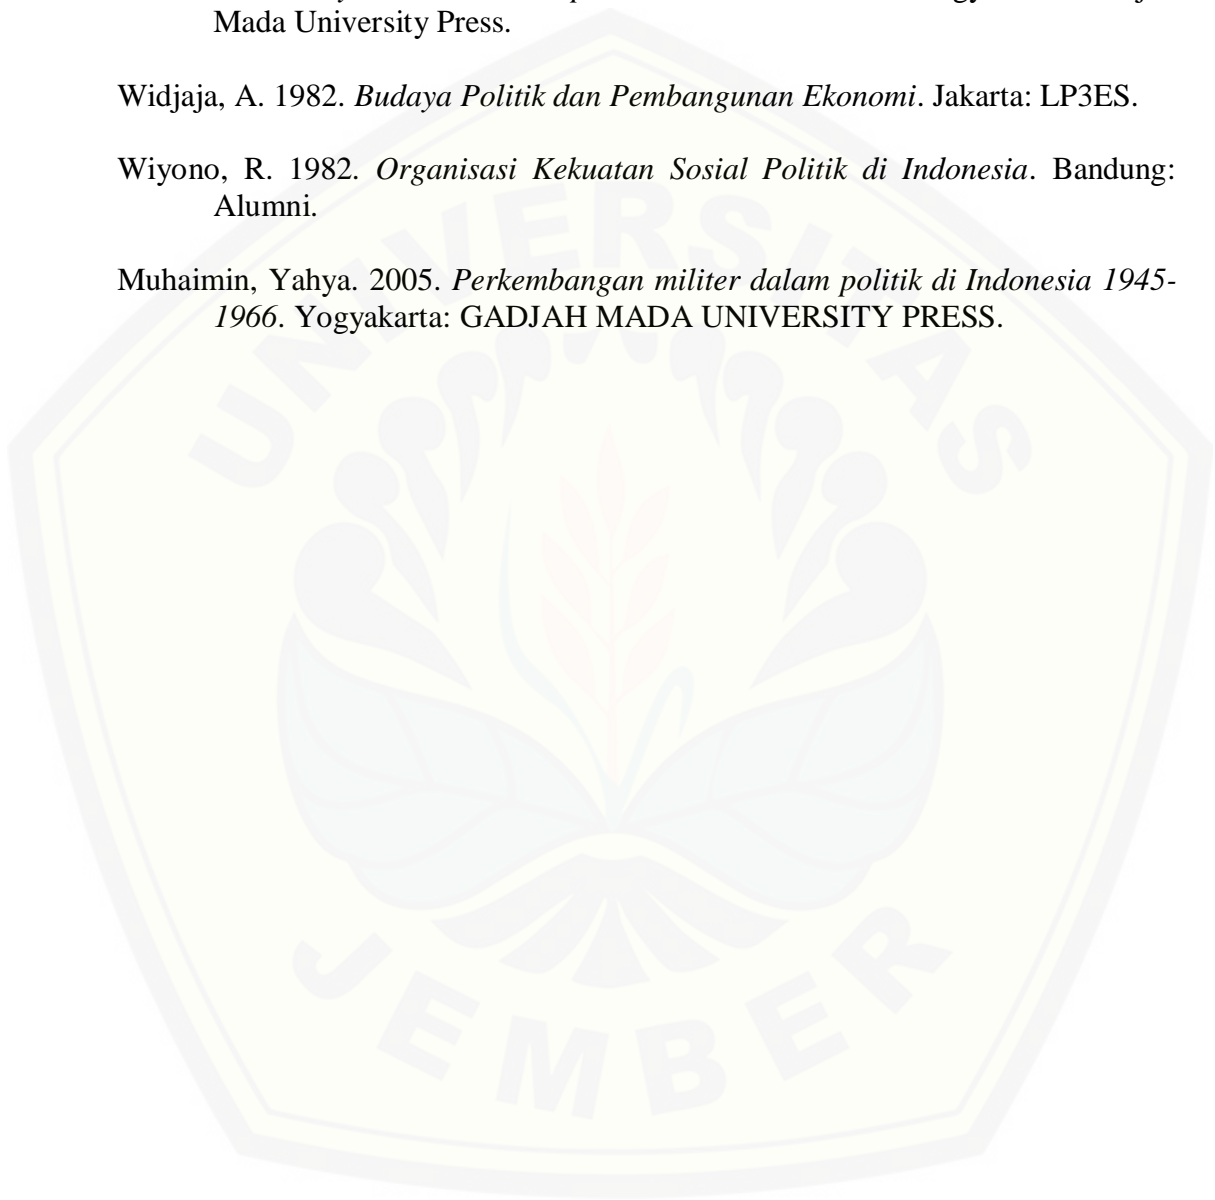 Mada University Press.
Widjaja, A. 1982. Budaya Politik dan Pembangunan Ekonomi. Jakarta: LP3ES.
Wiyono, R. 1982. Organisasi Kekuatan Sosial Politik di Indonesia. Bandung:
Alumni.
Muhaimin, Yahya. 2005. Perkembangan militer dalam politik di Indonesia 1945-
1966. Yogyakarta: GADJAH MADA UNIVERSITY PRESS.
UNIVERSITAS
JEMBER